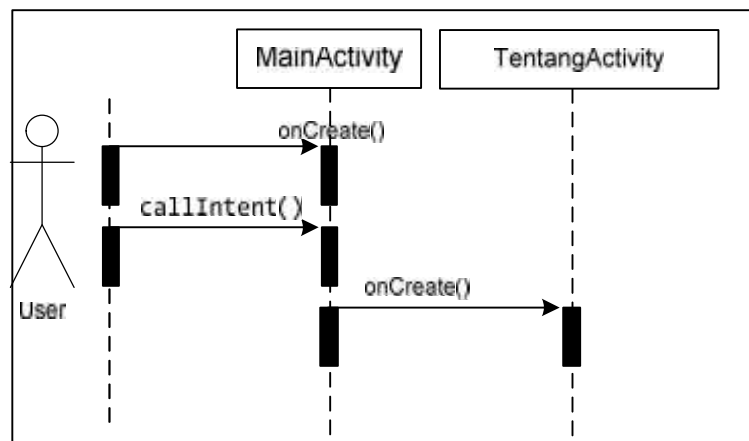 MainActivity
TentangActivity
onCreate()
callIntent()
onCreate()
User